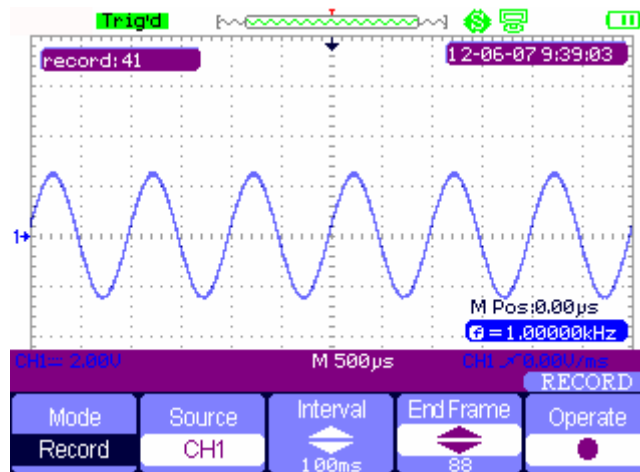 Trig'd
record:41 12-06-07 9:39:03
1
M Pos:0.00µs
f = 1.00000kHz
CH1 2.00V M 500µs CH1 0.00V/ms
RECORD
Mode Source Interval End Frame Operate
Record CH1 100ms 88